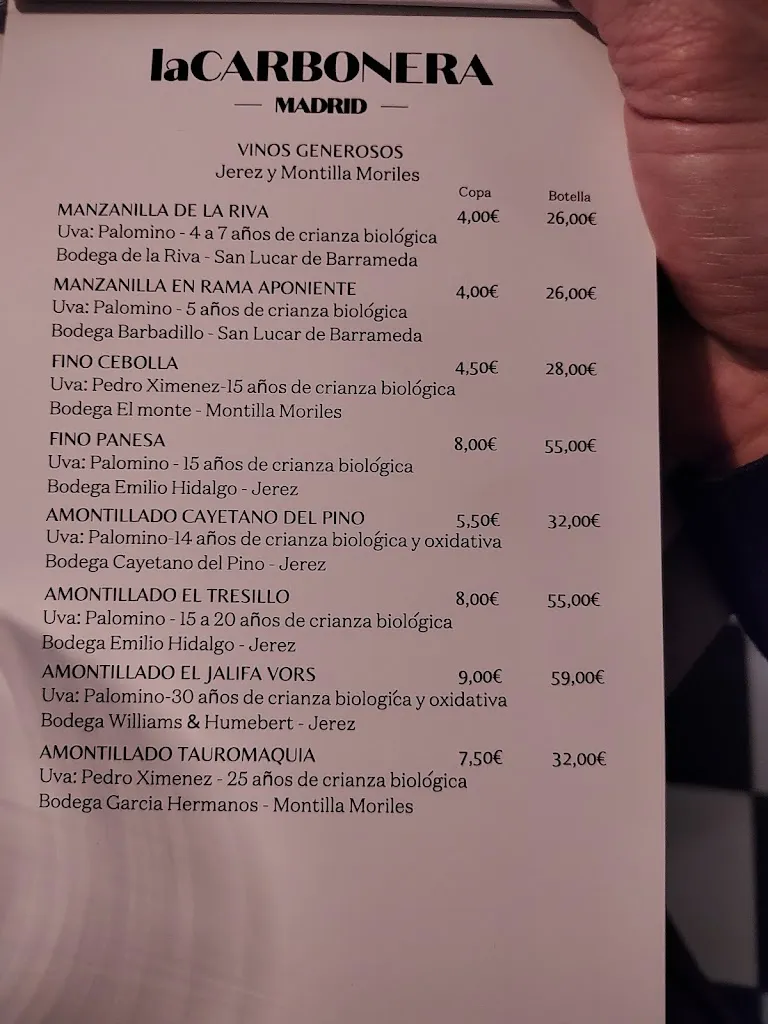 laCARBONERA
— MADRID —
VINOS GENEROSOS
Jerez y Montilla Moriles
Copa Botella
MANZANILLA DE LA RIVA 4,00€ 26,00€
Uva: Palomino - 4 a 7 años de crianza biológica
Bodega de la Riva - San Lucar de Barrameda
MANZANILLA EN RAMA APONIENTE 4,00€ 26,00€
Uva: Palomino - 5 años de crianza biológica
Bodega Barbadillo - San Lucar de Barrameda
FINO CEBOLLA 4,50€ 28,00€
Uva: Pedro Ximenez-15 años de crianza biológica
Bodega El monte - Montilla Moriles
FINO PANESA 8,00€ 55,00€
Uva: Palomino - 15 años de crianza biológica
Bodega Emilio Hidalgo - Jerez
AMONTILLADO CAYETANO DEL PINO 5,50€ 32,00€
Uva: Palomino-14 años de crianza biológica y oxidativa
Bodega Cayetano del Pino - Jerez
AMONTILLADO EL TRESILLO 8,00€ 55,00€
Uva: Palomino - 15 a 20 años de crianza biológica
Bodega Emilio Hidalgo - Jerez
AMONTILLADO EL JALIFA VORS 9,00€ 59,00€
Uva: Palomino-30 años de crianza biologíca y oxidativa
Bodega Williams & Humebert - Jerez
AMONTILLADO TAUROMAQUIA 7,50€ 32,00€
Uva: Pedro Ximenez - 25 años de crianza biológica
Bodega Garcia Hermanos - Montilla Moriles